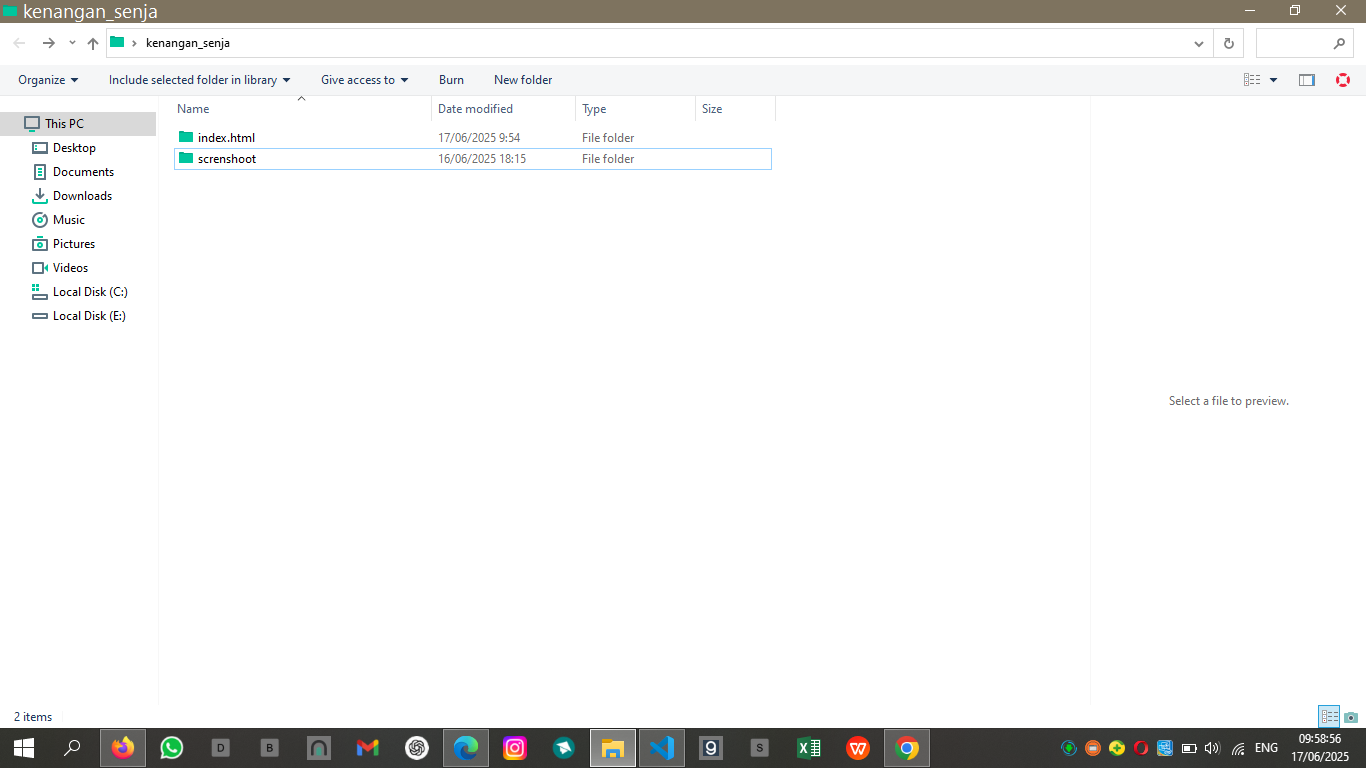 kenangan_senja
kenangan_senja
Organize Include selected folder in library Give access to Burn New folder
Name Date modified Type Size
This PC
Desktop
Documents
Downloads
Music
Pictures
Videos
Local Disk (C:)
Local Disk (E:)
index.html 17/06/2025 9:54 File folder
screnshoot 16/06/2025 18:15 File folder
Select a file to preview.
2 items
D B g S ENG 09:58:56
17/06/2025